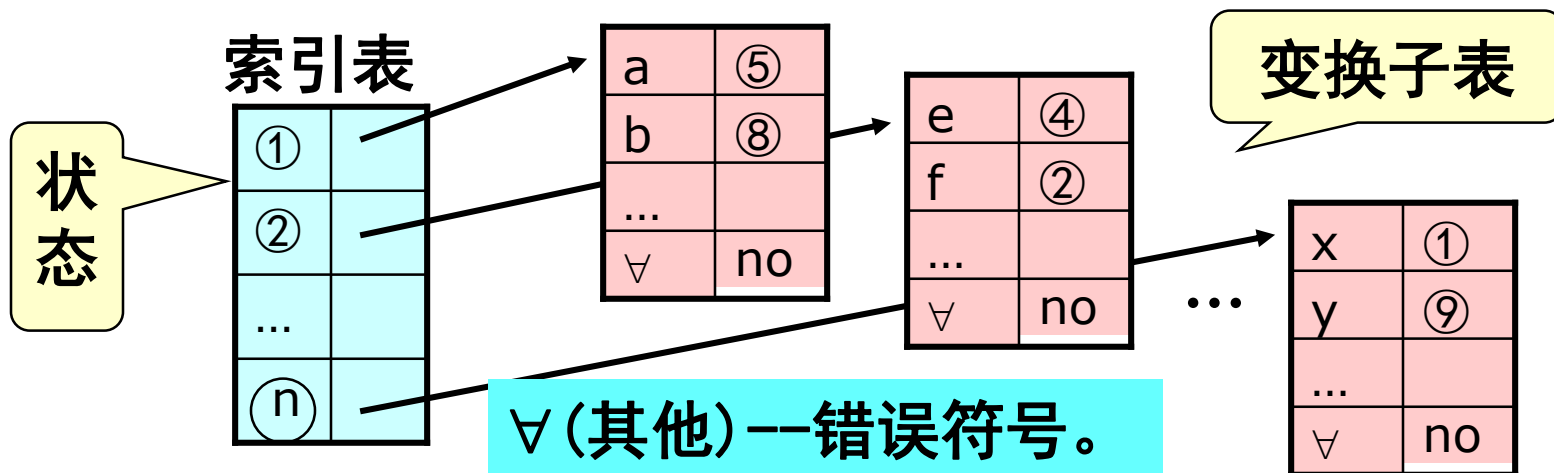 索引表
状态
①
②
...
ⓝ
a ⑤
b ⑧
...
∀ no
e ④
f ②
...
∀ no
变换子表
…
x ①
y ⑨
...
∀ no
∀(其他)--错误符号。